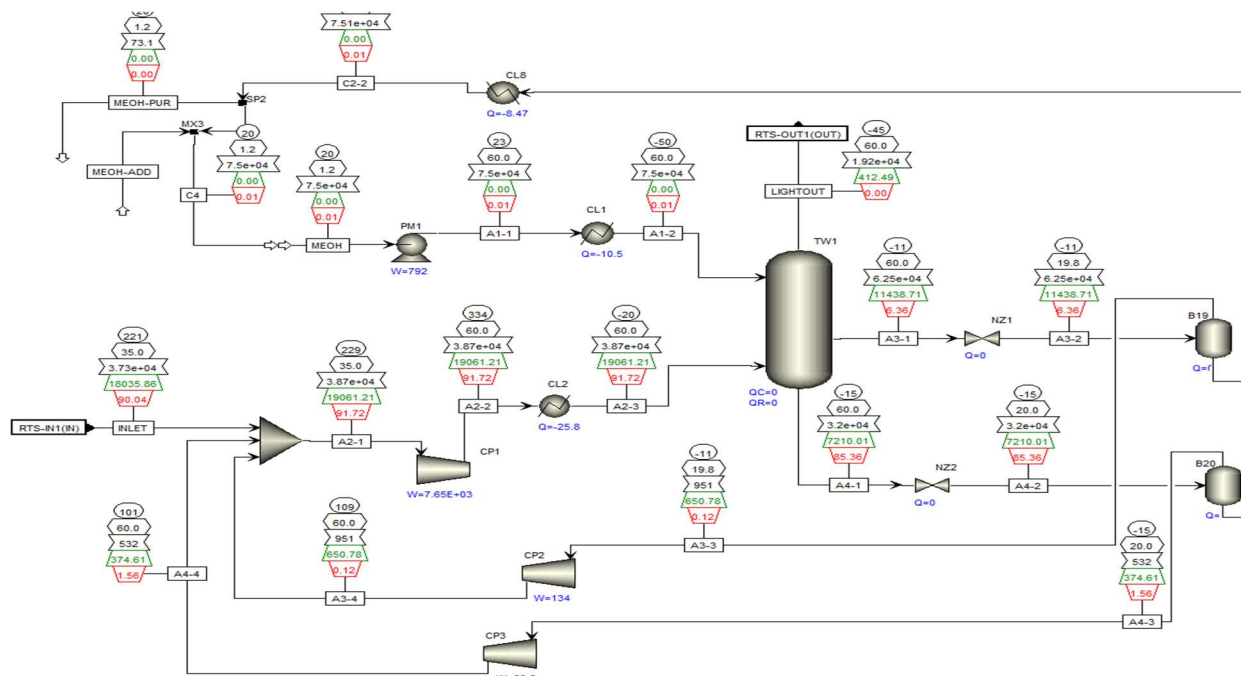 20
1.2
73.1
0.00
0.00
MEOH-PUR
7.51e+04
0.00
0.01
C2-2
CL8
Q=-8.47
SP2
MX3
MEOH-ADD
C4
20
1.2
7.5e+04
0.00
0.01
20
1.2
7.5e+04
0.00
0.01
MEOH
PM1
W=792
23
60.0
7.5e+04
0.00
0.01
A1-1
CL1
Q=-10.5
-50
60.0
7.5e+04
0.00
0.01
A1-2
RTS-OUT1(OUT)
LIGHTOUT
-45
60.0
1.92e+04
412.49
0.00
TW1
QC=0
QR=0
-11
60.0
6.25e+04
11438.71
6.36
A3-1
NZ1
Q=0
-11
19.8
6.25e+04
11438.71
6.36
A3-2
B19
221
35.0
3.73e+04
18035.86
90.04
RTS-IN1(IN)
INLET
229
35.0
3.87e+04
19061.21
91.72
A2-1
CP1
W=7.65E+03
334
60.0
3.87e+04
19061.21
91.72
A2-2
CL2
Q=-25.8
-20
60.0
3.87e+04
19061.21
91.72
A2-3
-15
60.0
3.2e+04
7210.01
85.36
A4-1
NZ2
Q=0
-15
20.0
3.2e+04
7210.01
85.36
A4-2
B20
Q=
101
60.0
532
374.61
1.56
A4-4
109
60.0
951
650.78
0.12
A3-4
CP2
W=134
-11
19.8
951
650.78
0.12
A3-3
CP3
-15
20.0
532
374.61
1.56
A4-3